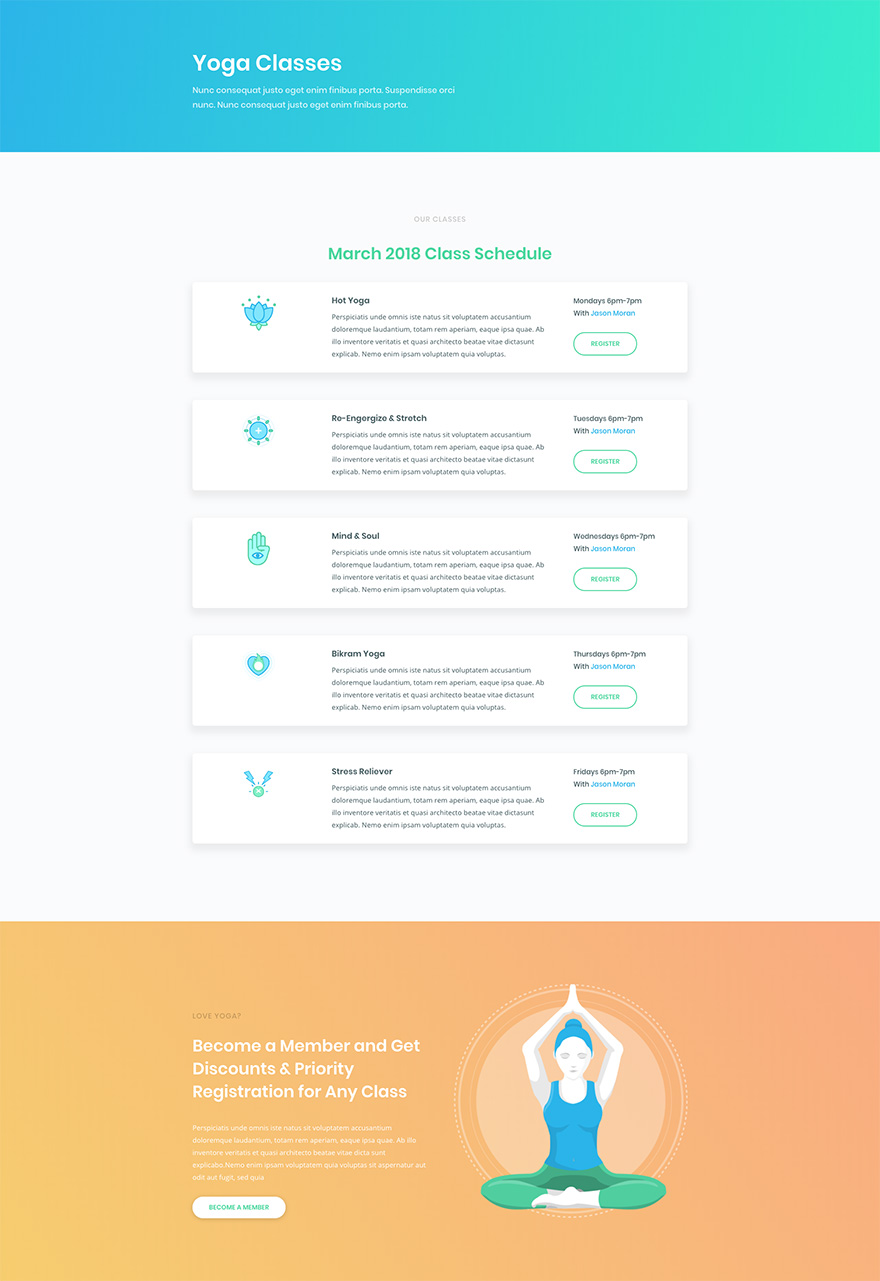 Yoga Classes
Nunc consequat justo eget enim finibus porta. Suspendisse orci
nunc. Nunc consequat justo eget enim finibus porta.
OUR CLASSES
March 2018 Class Schedule
Hot Yoga
Perspiciatis unde omnis iste natus sit voluptatem accusantium
doloremque laudantium, totam rem aperiam, eaque ipsa quae. Ab
illo inventore veritatis et quasi architecto beatae vitae dictasunt
explicab. Nemo enim ipsam voluptatem quia voluptas.
Mondays 6pm-7pm
With Jason Moran
REGISTER
Re-Engergize & Stretch
Perspiciatis unde omnis iste natus sit voluptatem accusantium
doloremque laudantium, totam rem aperiam, eaque ipsa quae. Ab
illo inventore veritatis et quasi architecto beatae vitae dictasunt
explicab. Nemo enim ipsam voluptatem quia voluptas.
Tuesdays 6pm-7pm
With Jason Moran
REGISTER
Mind & Soul
Perspiciatis unde omnis iste natus sit voluptatem accusantium
doloremque laudantium, totam rem aperiam, eaque ipsa quae. Ab
illo inventore veritatis et quasi architecto beatae vitae dictasunt
explicab. Nemo enim ipsam voluptatem quia voluptas.
Wednesdays 6pm-7pm
With Jason Moran
REGISTER
Bikram Yoga
Perspiciatis unde omnis iste natus sit voluptatem accusantium
doloremque laudantium, totam rem aperiam, eaque ipsa quae. Ab
illo inventore veritatis et quasi architecto beatae vitae dictasunt
explicab. Nemo enim ipsam voluptatem quia voluptas.
Thursdays 6pm-7pm
With Jason Moran
REGISTER
Stress Reliever
Perspiciatis unde omnis iste natus sit voluptatem accusantium
doloremque laudantium, totam rem aperiam, eaque ipsa quae. Ab
illo inventore veritatis et quasi architecto beatae vitae dictasunt
explicab. Nemo enim ipsam voluptatem quia voluptas.
Fridays 6pm-7pm
With Jason Moran
REGISTER
LOVE YOGA?
Become a Member and Get
Discounts & Priority
Registration for Any Class
Perspiciatis unde omnis iste natus sit voluptatem accusantium
doloremque laudantium, totam rem aperiam, eaque ipsa quae. Ab illo
inventore veritatis et quasi architecto beatae vitae dicta sunt
explicabo.Nemo enim ipsam voluptatem quia voluptas sit aspernatur aut
odit aut fugit, sed quia
BECOME A MEMBER